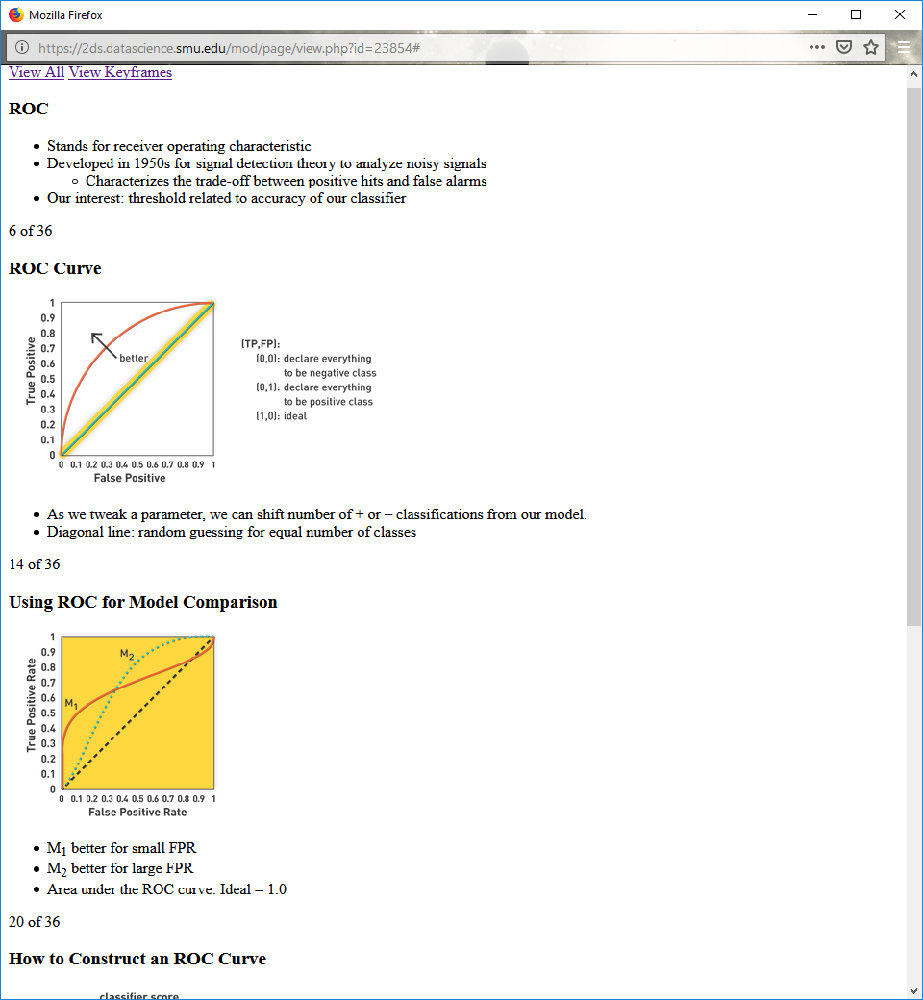 Mozilla Firefox
https://2ds.datascience.smu.edu/mod/page/view.php?id=23854#
View All View Keyframes
ROC
Stands for receiver operating characteristic
Developed in 1950s for signal detection theory to analyze noisy signals
Characterizes the trade-off between positive hits and false alarms
Our interest: threshold related to accuracy of our classifier
6 of 36
ROC Curve
1
0.9
0.8
0.7
0.6
0.5
0.4
0.3
0.2
0.1
0
True Positive
better
0 0.1 0.2 0.3 0.4 0.5 0.6 0.7 0.8 0.9 1
False Positive
(TP,FP):
(0,0): declare everything
to be negative class
(0,1): declare everything
to be positive class
(1,0): ideal
As we tweak a parameter, we can shift number of + or – classifications from our model.
Diagonal line: random guessing for equal number of classes
14 of 36
Using ROC for Model Comparison
1
0.9
0.8
0.7
0.6
0.5
0.4
0.3
0.2
0.1
0
True Positive Rate
M2
M1
0 0.1 0.2 0.3 0.4 0.5 0.6 0.7 0.8 0.9 1
False Positive Rate
M1 better for small FPR
M2 better for large FPR
Area under the ROC curve: Ideal = 1.0
20 of 36
How to Construct an ROC Curve
classifier score